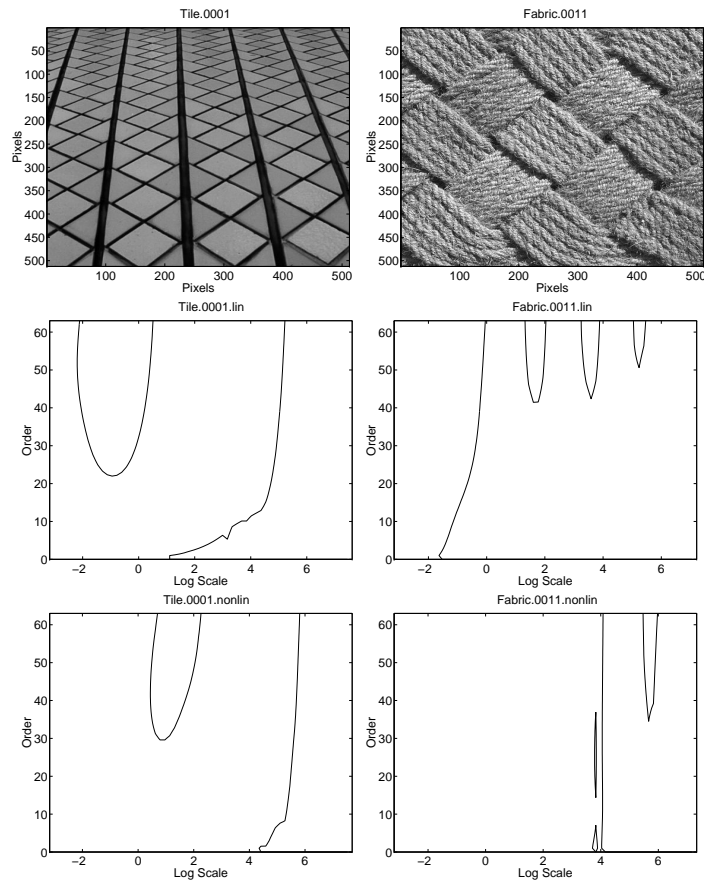 Tile.0001
Fabric.0011
50
100
150
200
250
300
350
400
450
500
Pixels
100 200 300 400 500
Pixels
50
100
150
200
250
300
350
400
450
500
Pixels
100 200 300 400 500
Pixels
Tile.0001.lin
Fabric.0011.lin
60
50
40
30
20
10
0
Order
−2 0 2 4 6
Log Scale
60
50
40
30
20
10
0
Order
−2 0 2 4 6
Log Scale
Tile.0001.nonlin
Fabric.0011.nonlin
60
50
40
30
20
10
0
Order
−2 0 2 4 6
Log Scale
60
50
40
30
20
10
0
Order
−2 0 2 4 6
Log Scale